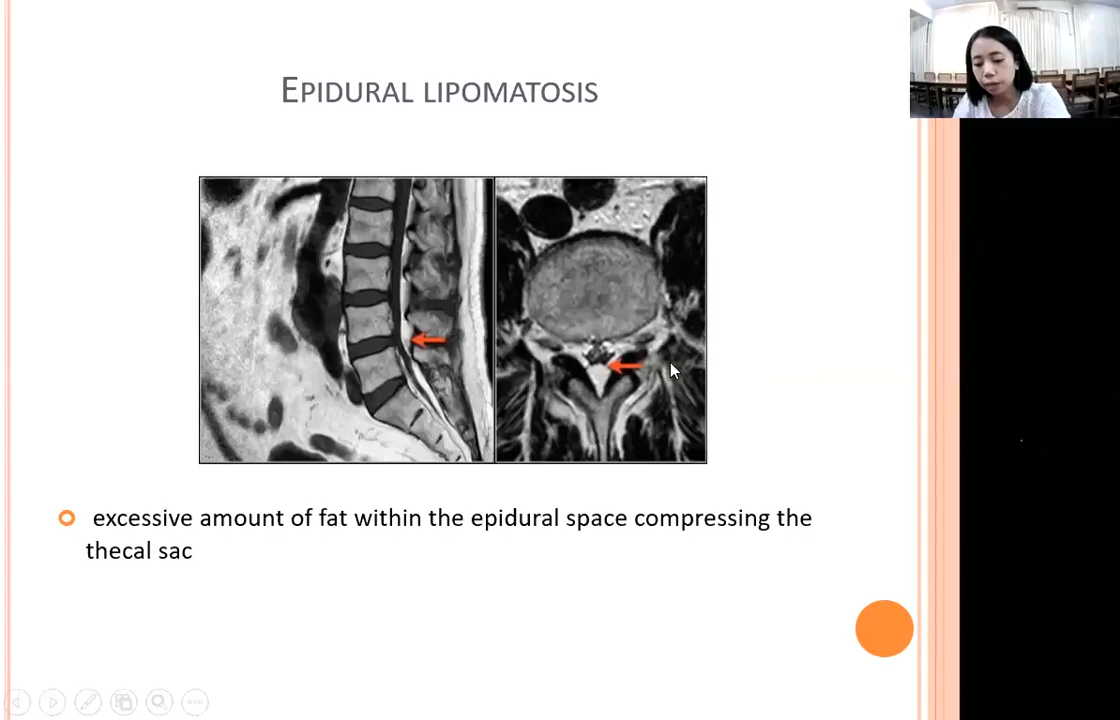 EPIDURAL LIPOMATOSIS
excessive amount of fat within the epidural space compressing the
thecal sac